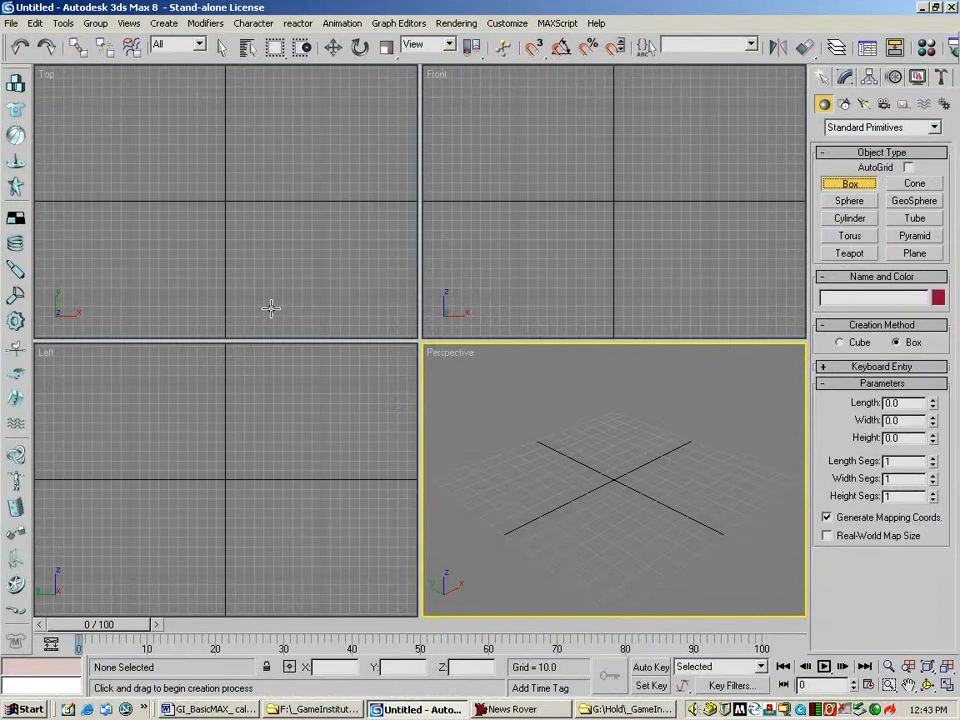 Untitled - Autodesk 3ds Max 8 - Stand-alone License
File Edit Tools Group Views Create Modifiers Character reactor Animation Graph Editors Rendering Customize MAXScript Help
All
View
Top
Front
Left
Perspective
Standard Primitives
- Object Type
AutoGrid
Box Cone
Sphere GeoSphere
Cylinder Tube
Torus Pyramid
Teapot Plane
- Name and Color
- Creation Method
Cube Box
+ Keyboard Entry
- Parameters
Length: 0.0
Width: 0.0
Height: 0.0
Length Segs: 1
Width Segs: 1
Height Segs: 1
Generate Mapping Coords.
Real-World Map Size
z x
z x
z y
z x
0 / 100
0 10 20 30 40 50 60 70 80 90 100
None Selected X: Y: Z: Grid = 10.0 Auto Key Selected
Click and drag to begin creation process Add Time Tag Set Key Key Filters... 0
Start GI_BasicMAX_ cal... F:\_GameInstitut... Untitled - Auto... News Rover G:\Hold\_GameIn... 12:43 PM